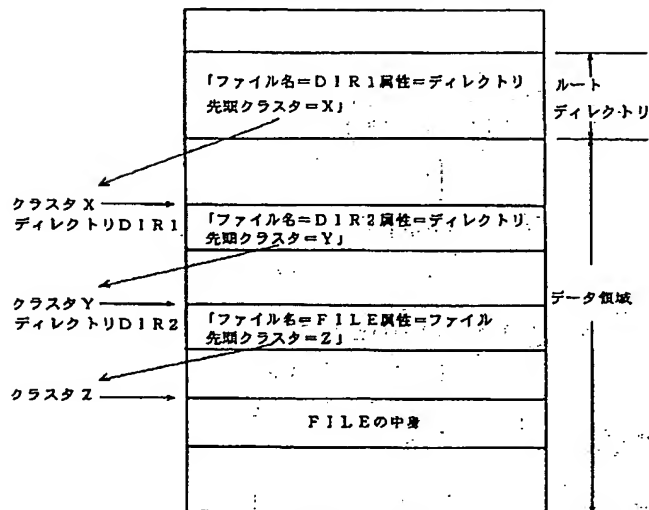 「ファイル名=DIR1属性=ディレクトリ
先頭クラスタ=X」
ルート
ディレクトリ
クラスタX
ディレクトリDIR1
「ファイル名=DIR2属性=ディレクトリ
先頭クラスタ=Y」
クラスタY
ディレクトリDIR2
「ファイル名=FILE属性=ファイル
先頭クラスタ=Z」
データ領域
クラスタZ
FILEの中身